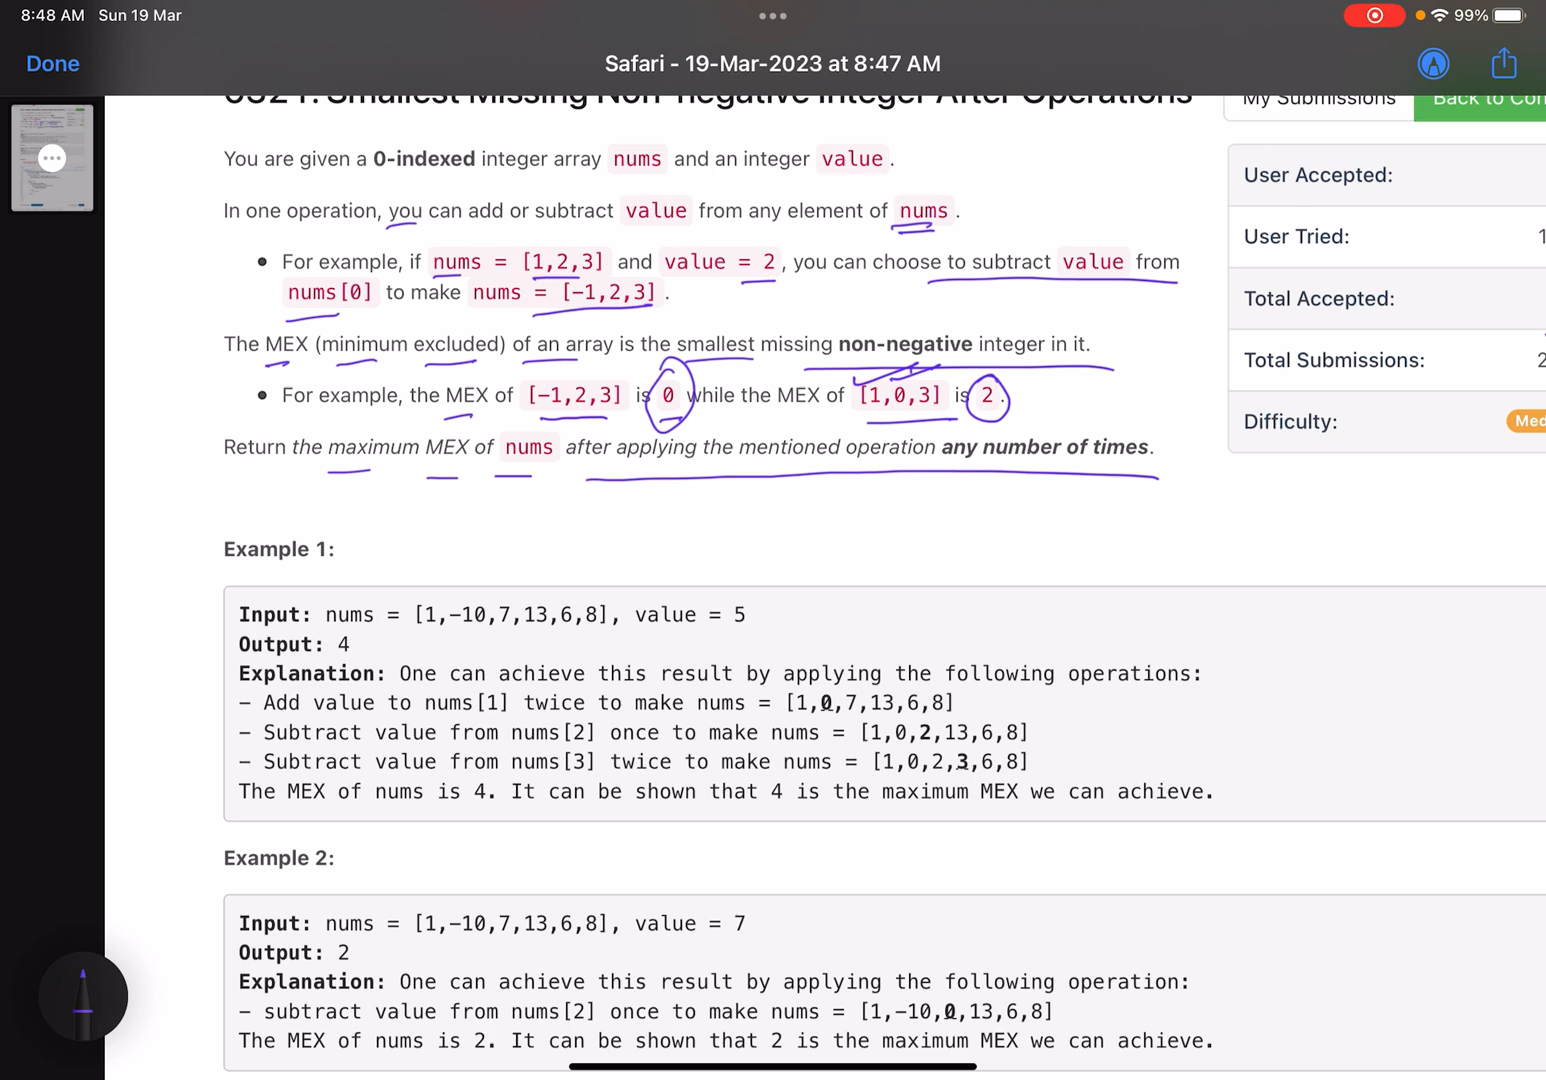 8:48 AM Sun 19 Mar
99%
Done
Safari - 19-Mar-2023 at 8:47 AM
6321. Smallest Missing Non-negative Integer After Operations
My Submissions
Back to Con
You are given a 0-indexed integer array nums and an integer value.
In one operation, you can add or subtract value from any element of nums.
• For example, if nums = [1,2,3] and value = 2, you can choose to subtract value from
nums[0] to make nums = [-1,2,3].
The MEX (minimum excluded) of an array is the smallest missing non-negative integer in it.
• For example, the MEX of [-1,2,3] is 0 while the MEX of [1,0,3] is 2.
Return the maximum MEX of nums after applying the mentioned operation any number of times.
User Accepted:
User Tried: 1
Total Accepted:
Total Submissions: 2
Difficulty: Med
Example 1:
Input: nums = [1,-10,7,13,6,8], value = 5
Output: 4
Explanation: One can achieve this result by applying the following operations:
- Add value to nums[1] twice to make nums = [1,0,7,13,6,8]
- Subtract value from nums[2] once to make nums = [1,0,2,13,6,8]
- Subtract value from nums[3] twice to make nums = [1,0,2,3,6,8]
The MEX of nums is 4. It can be shown that 4 is the maximum MEX we can achieve.
Example 2:
Input: nums = [1,-10,7,13,6,8], value = 7
Output: 2
Explanation: One can achieve this result by applying the following operation:
- subtract value from nums[2] once to make nums = [1,-10,0,13,6,8]
The MEX of nums is 2. It can be shown that 2 is the maximum MEX we can achieve.